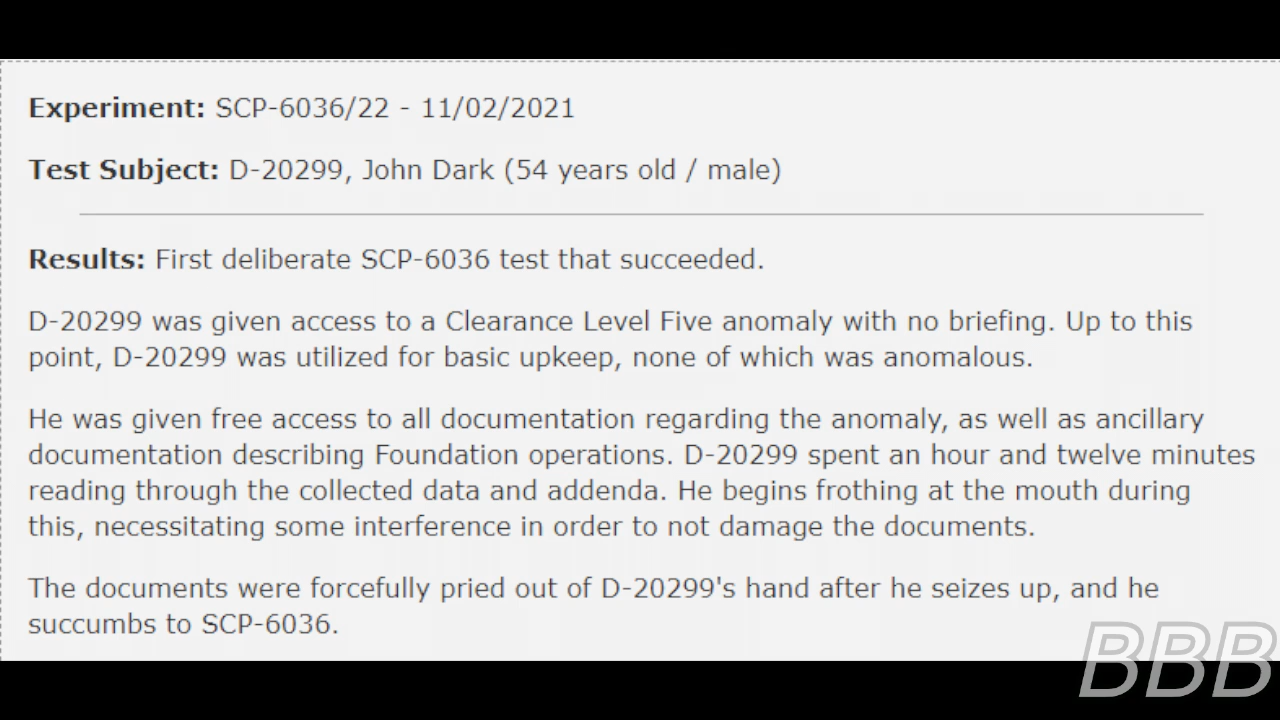 Experiment: SCP-6036/22 - 11/02/2021
Test Subject: D-20299, John Dark (54 years old / male)
Results: First deliberate SCP-6036 test that succeeded.
D-20299 was given access to a Clearance Level Five anomaly with no briefing. Up to this
point, D-20299 was utilized for basic upkeep, none of which was anomalous.
He was given free access to all documentation regarding the anomaly, as well as ancillary
documentation describing Foundation operations. D-20299 spent an hour and twelve minutes
reading through the collected data and addenda. He begins frothing at the mouth during
this, necessitating some interference in order to not damage the documents.
The documents were forcefully pried out of D-20299's hand after he seizes up, and he
succumbs to SCP-6036.
BBB